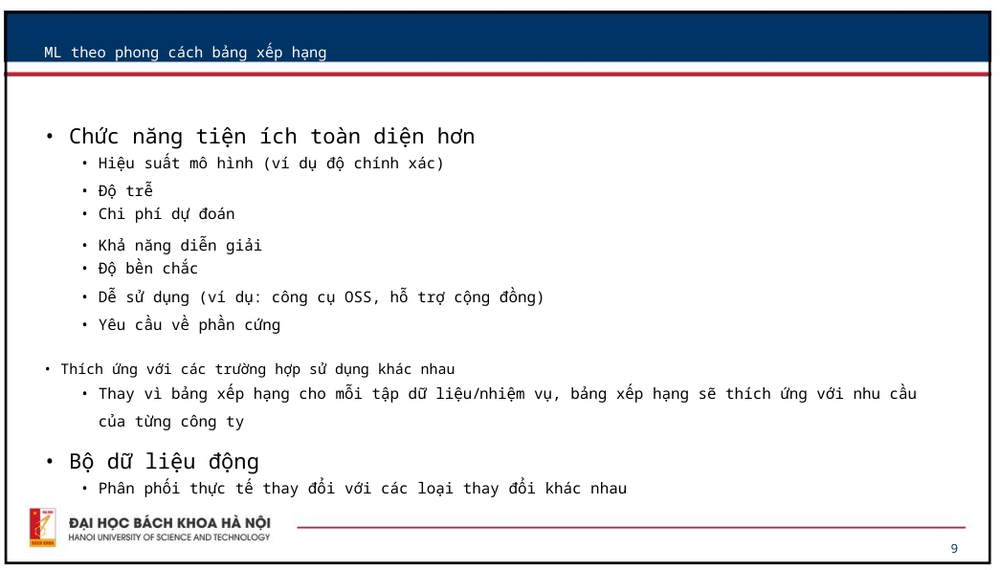 ML theo phong cách bảng xếp hạng
• Chức năng tiện ích toàn diện hơn
• Hiệu suất mô hình (ví dụ độ chính xác)
• Độ trễ
• Chi phí dự đoán
• Khả năng diễn giải
• Độ bền chắc
• Dễ sử dụng (ví dụ: công cụ OSS, hỗ trợ cộng đồng)
• Yêu cầu về phần cứng
• Thích ứng với các trường hợp sử dụng khác nhau
• Thay vì bảng xếp hạng cho mỗi tập dữ liệu/nhiệm vụ, bảng xếp hạng sẽ thích ứng với nhu cầu
của từng công ty
• Bộ dữ liệu động
• Phân phối thực tế thay đổi với các loại thay đổi khác nhau
BÁCH KHOA
ĐẠI HỌC BÁCH KHOA HÀ NỘI
HANOI UNIVERSITY OF SCIENCE AND TECHNOLOGY
9